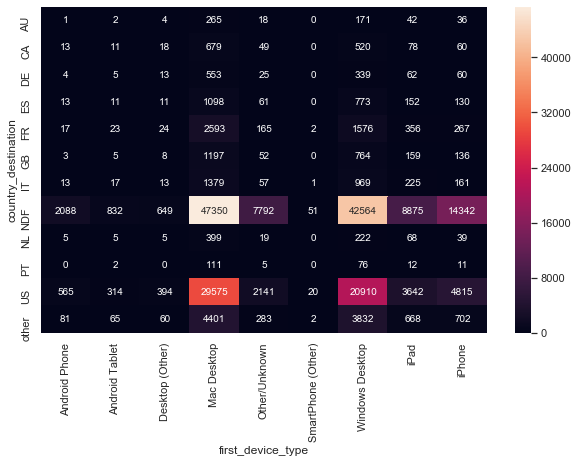 AU 1 2 4 265 18 0 171 42 36
CA 13 11 18 679 49 0 520 78 60
DE 4 5 13 553 25 0 339 62 60
ES 13 11 11 1098 61 0 773 152 130
FR 17 23 24 2593 165 2 1576 356 267
GB 3 5 8 1197 52 0 764 159 136
IT 13 17 13 1379 57 1 969 225 161
NDF 2088 832 649 47350 7792 51 42564 8875 14342
NL 5 5 5 399 19 0 222 68 39
PT 0 2 0 111 5 0 76 12 11
US 565 314 394 29575 2141 20 20910 3642 4815
other 81 65 60 4401 283 2 3832 668 702
country_destination
Android Phone
Android Tablet
Desktop (Other)
Mac Desktop
Other/Unknown
SmartPhone (Other)
Windows Desktop
iPad
iPhone
first_device_type
40000
32000
24000
16000
8000
0